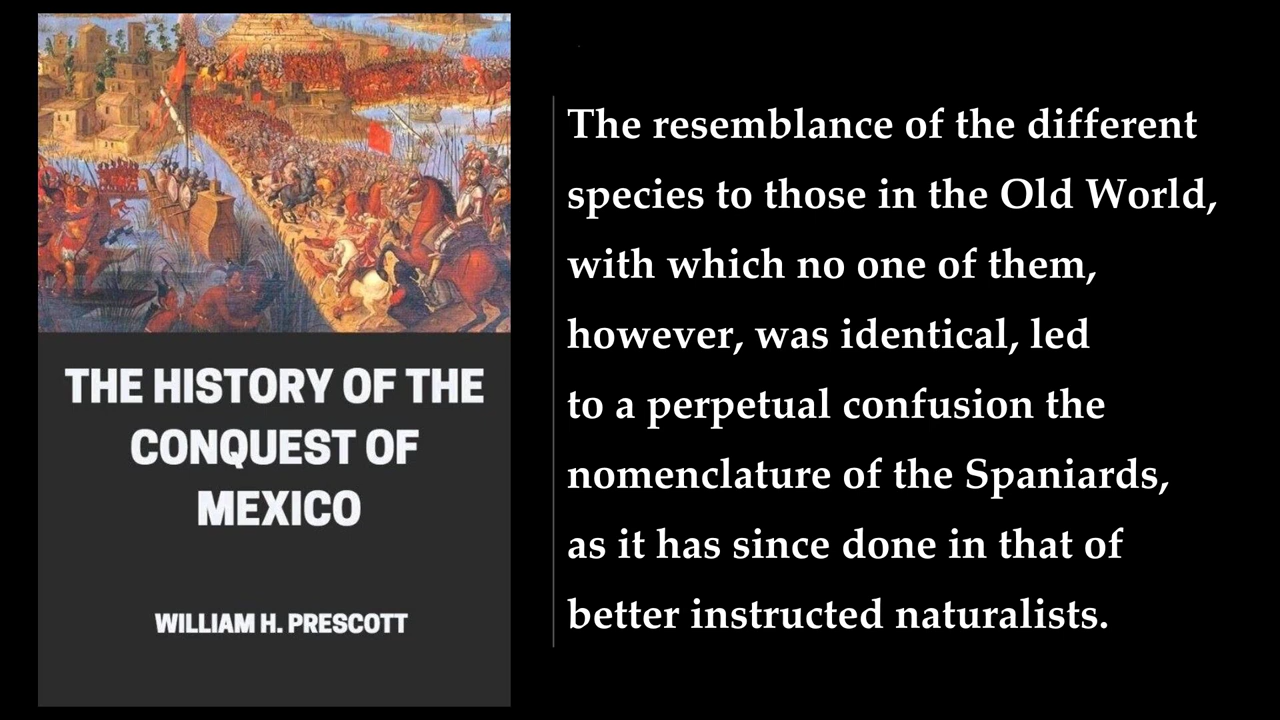 THE HISTORY OF THE
CONQUEST OF
MEXICO
WILLIAM H. PRESCOTT
The resemblance of the different
species to those in the Old World,
with which no one of them,
however, was identical, led
to a perpetual confusion the
nomenclature of the Spaniards,
as it has since done in that of
better instructed naturalists.